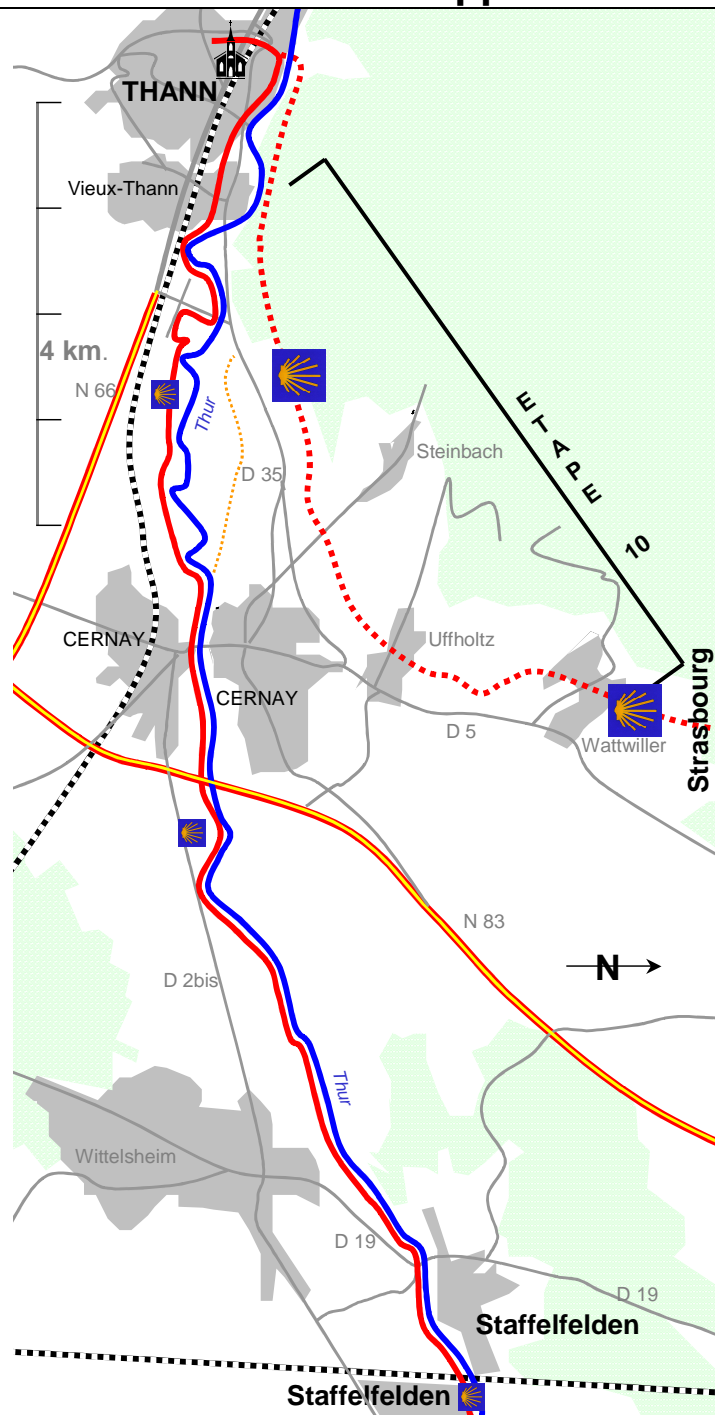 THANN
Vieux-Thann
4 km.
N 66
Thur
D 35
Steinbach
ETAPE 10
CERNAY
CERNAY
Uffholtz
D 5
Wattwiller
Strasbourg
N 83
N
D 2bis
Thur
Wittelsheim
D 19
D 19
Staffelfelden
Staffelfelden